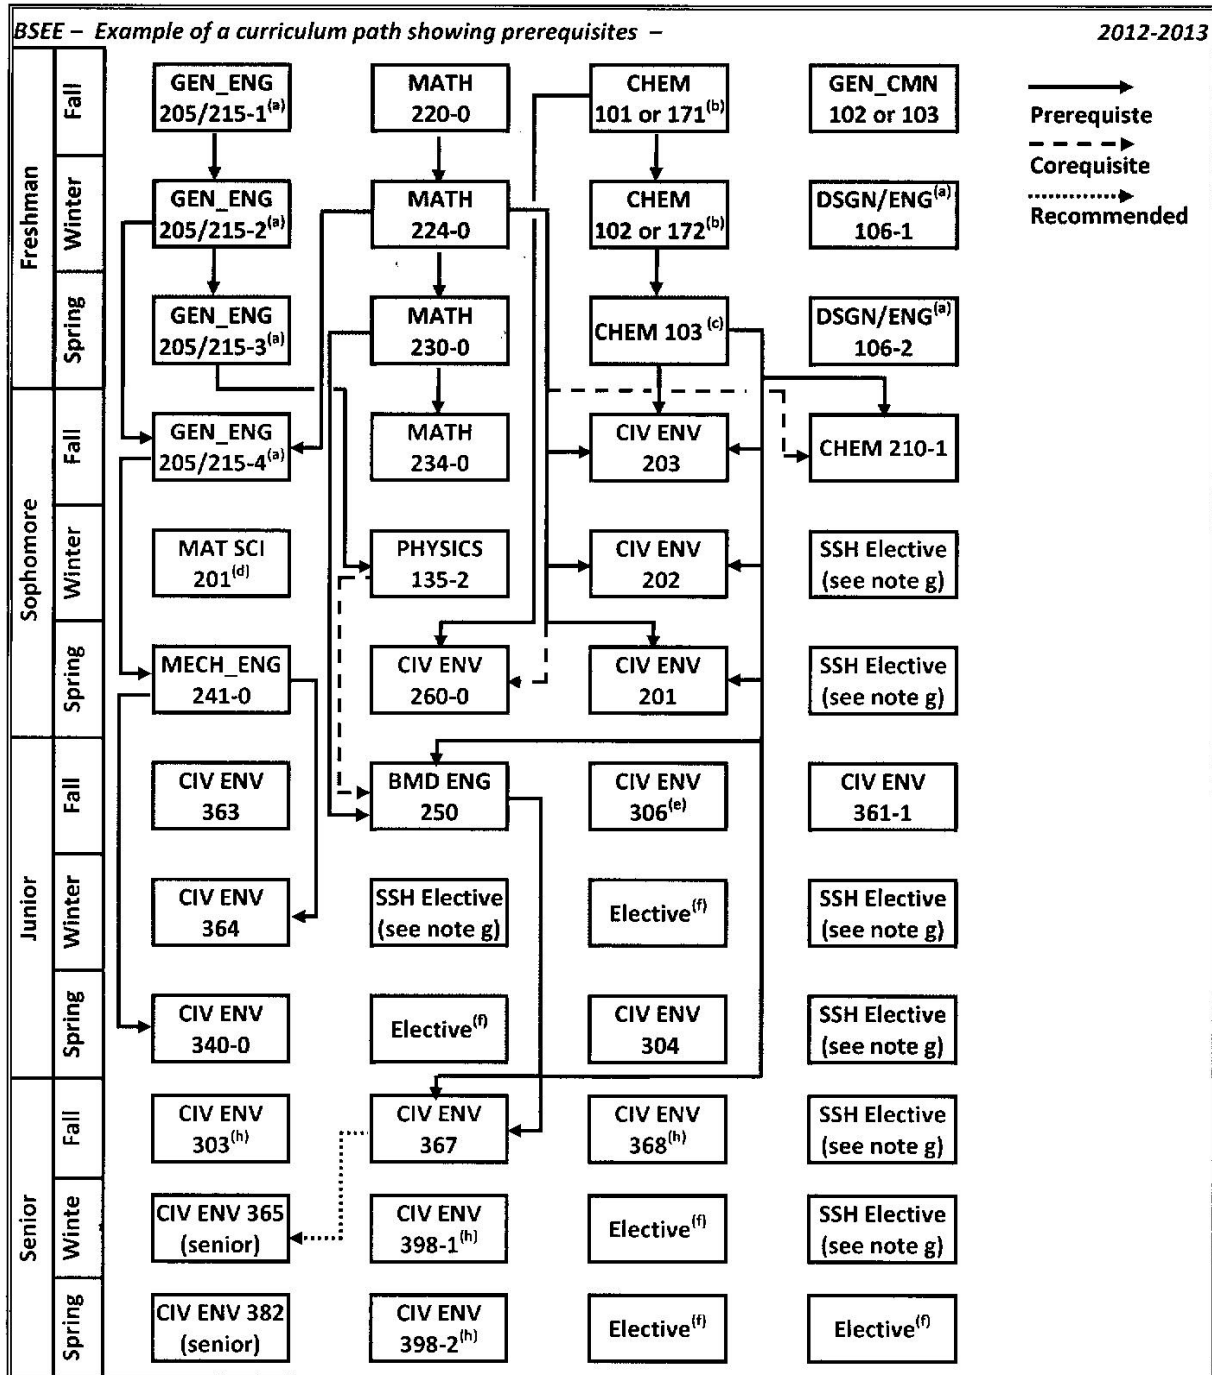 BSEE – Example of a curriculum path showing prerequisites – 2012-2013
Freshman
Fall
GEN_ENG
205/215-1(a)
MATH
220-0
CHEM
101 or 171(b)
GEN_CMN
102 or 103
Prerequiste
Corequisite
Recommended
Winter
GEN_ENG
205/215-2(a)
MATH
224-0
CHEM
102 or 172(b)
DSGN/ENG(a)
106-1
Spring
GEN_ENG
205/215-3(a)
MATH
230-0
CHEM 103 (c)
DSGN/ENG(a)
106-2
Sophomore
Fall
GEN_ENG
205/215-4(a)
MATH
234-0
CIV ENV
203
CHEM 210-1
Winter
MAT SCI
201(d)
PHYSICS
135-2
CIV ENV
202
SSH Elective
(see note g)
Spring
MECH_ENG
241-0
CIV ENV
260-0
CIV ENV
201
SSH Elective
(see note g)
Junior
Fall
CIV ENV
363
BMD ENG
250
CIV ENV
306(e)
CIV ENV
361-1
Winter
CIV ENV
364
SSH Elective
(see note g)
Elective(f)
SSH Elective
(see note g)
Spring
CIV ENV
340-0
Elective(f)
CIV ENV
304
SSH Elective
(see note g)
Senior
Fall
CIV ENV
303(h)
CIV ENV
367
CIV ENV
368(h)
SSH Elective
(see note g)
Winte
CIV ENV 365
(senior)
CIV ENV
398-1(h)
Elective(f)
SSH Elective
(see note g)
Spring
CIV ENV 382
(senior)
CIV ENV
398-2(h)
Elective(f)
Elective(f)